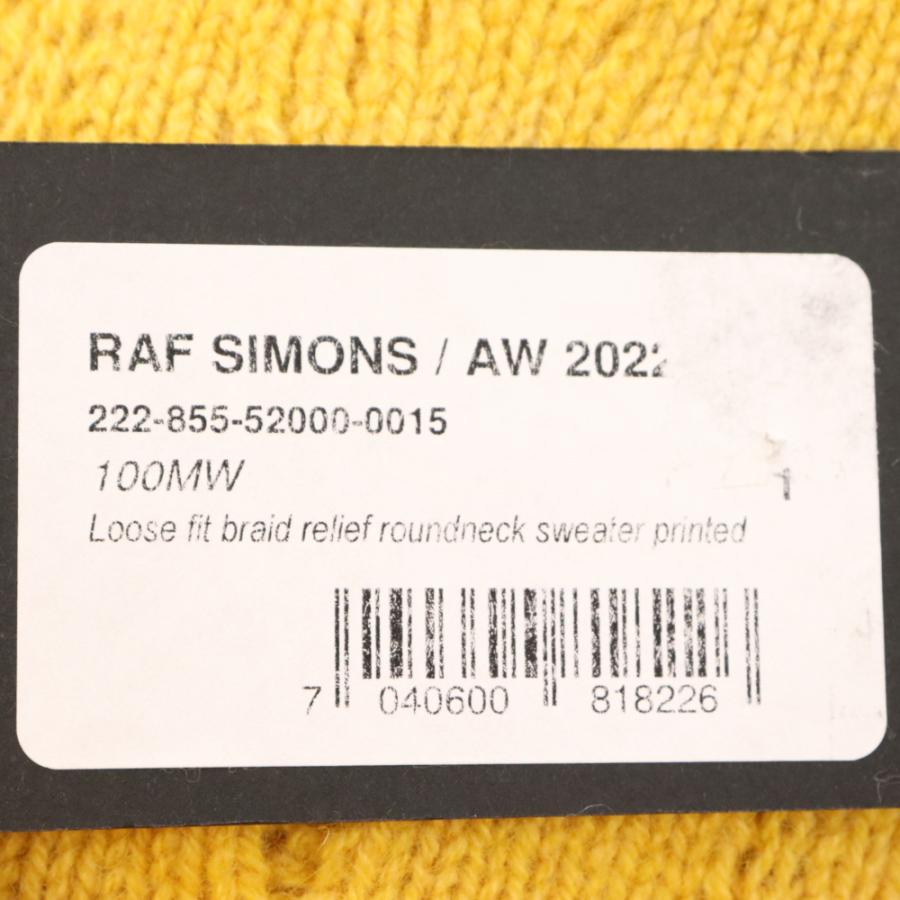 RAF SIMONS / AW 2022
222-855-52000-0015
100MW
1
Loose fit braid relief roundneck sweater printed
7 040600 818226